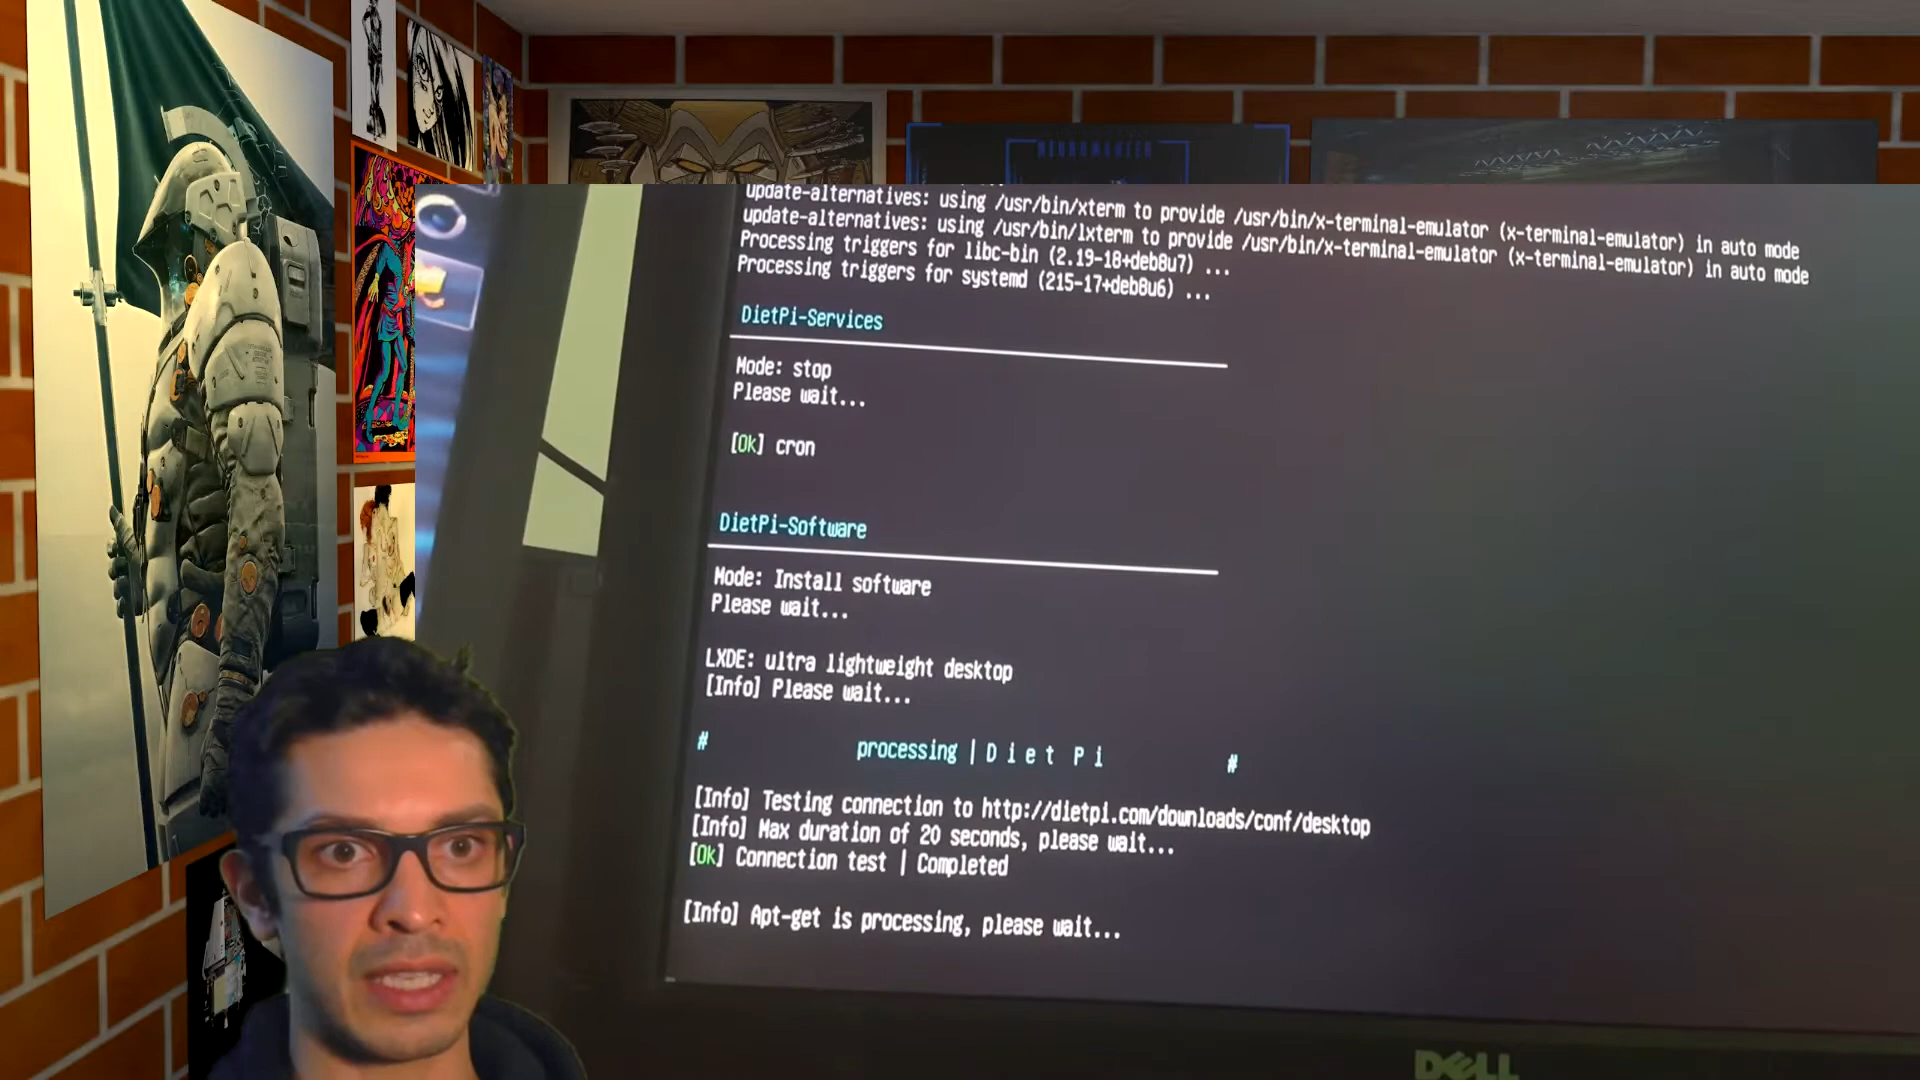 NEUROMANCER
update-alternatives: using /usr/bin/xterm to provide /usr/bin/x-terminal-emulator (x-terminal-emulator) in auto mode
update-alternatives: using /usr/bin/lxterm to provide /usr/bin/x-terminal-emulator (x-terminal-emulator) in auto mode
Processing triggers for libc-bin (2.19-18+deb8u7) ...
Processing triggers for systemd (215-17+deb8u6) ...
DietPi-Services
Mode: stop
Please wait...
[Ok] cron
DietPi-Software
Mode: Install software
Please wait...
LXDE: ultra lightweight desktop
[Info] Please wait...
# processing | D i e t P i #
[Info] Testing connection to http://dietpi.com/downloads/conf/desktop
[Info] Max duration of 20 seconds, please wait...
[Ok] Connection test | Completed
[Info] Apt-get is processing, please wait...
DELL